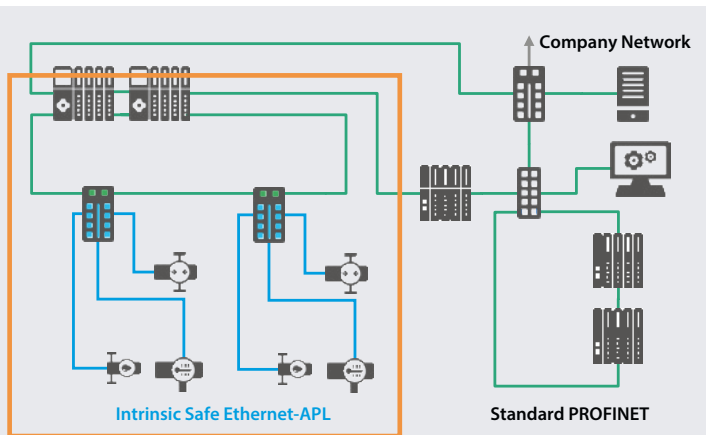 Company Network
Intrinsic Safe Ethernet-APL
Standard PROFINET